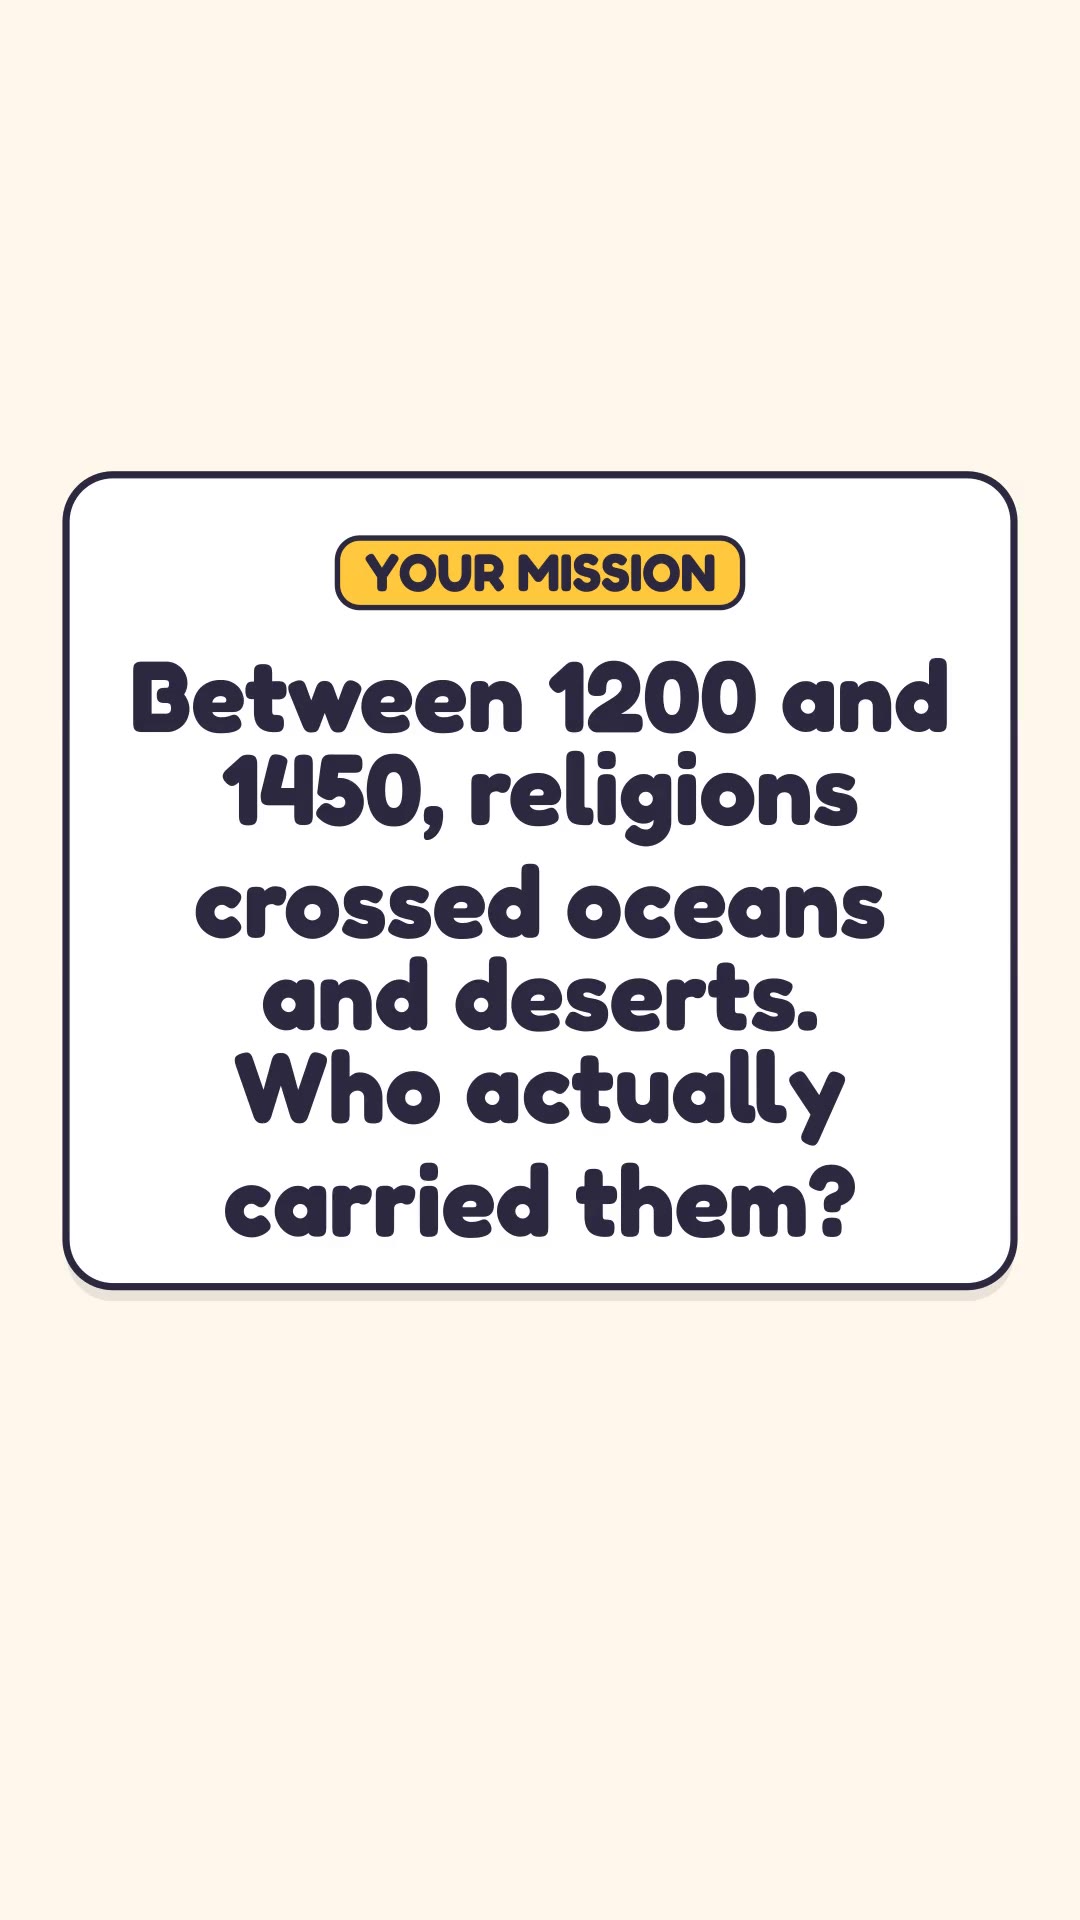 YOUR MISSION
Between 1200 and
1450, religions
crossed oceans
and deserts.
Who actually
carried them?